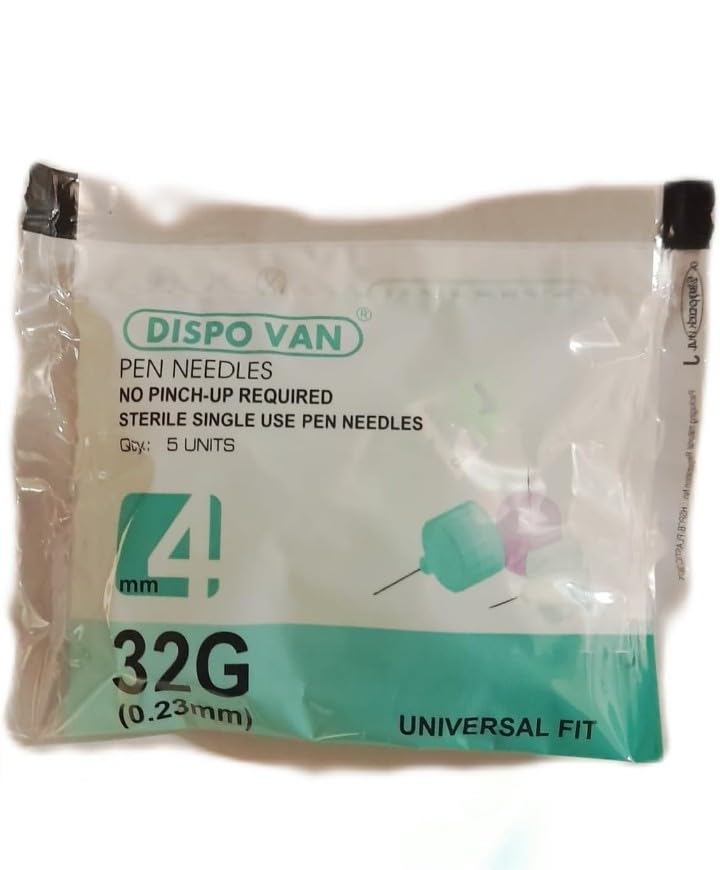 DISPO VAN®
PEN NEEDLES
NO PINCH-UP REQUIRED
STERILE SINGLE USE PEN NEEDLES
Qty.: 5 UNITS
4
mm
32G
(0.23mm)
UNIVERSAL FIT